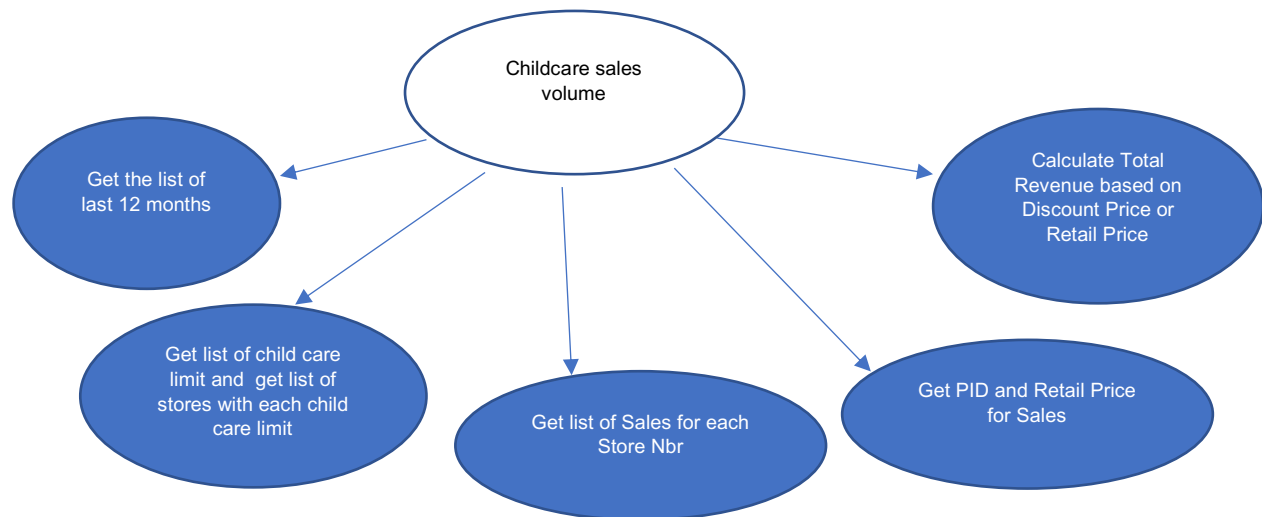 Childcare sales
volume
Get the list of
last 12 months
Calculate Total
Revenue based on
Discount Price or
Retail Price
Get list of child care
limit and  get list of
stores with each child
care limit
Get list of Sales for each
Store Nbr
Get PID and Retail Price
for Sales